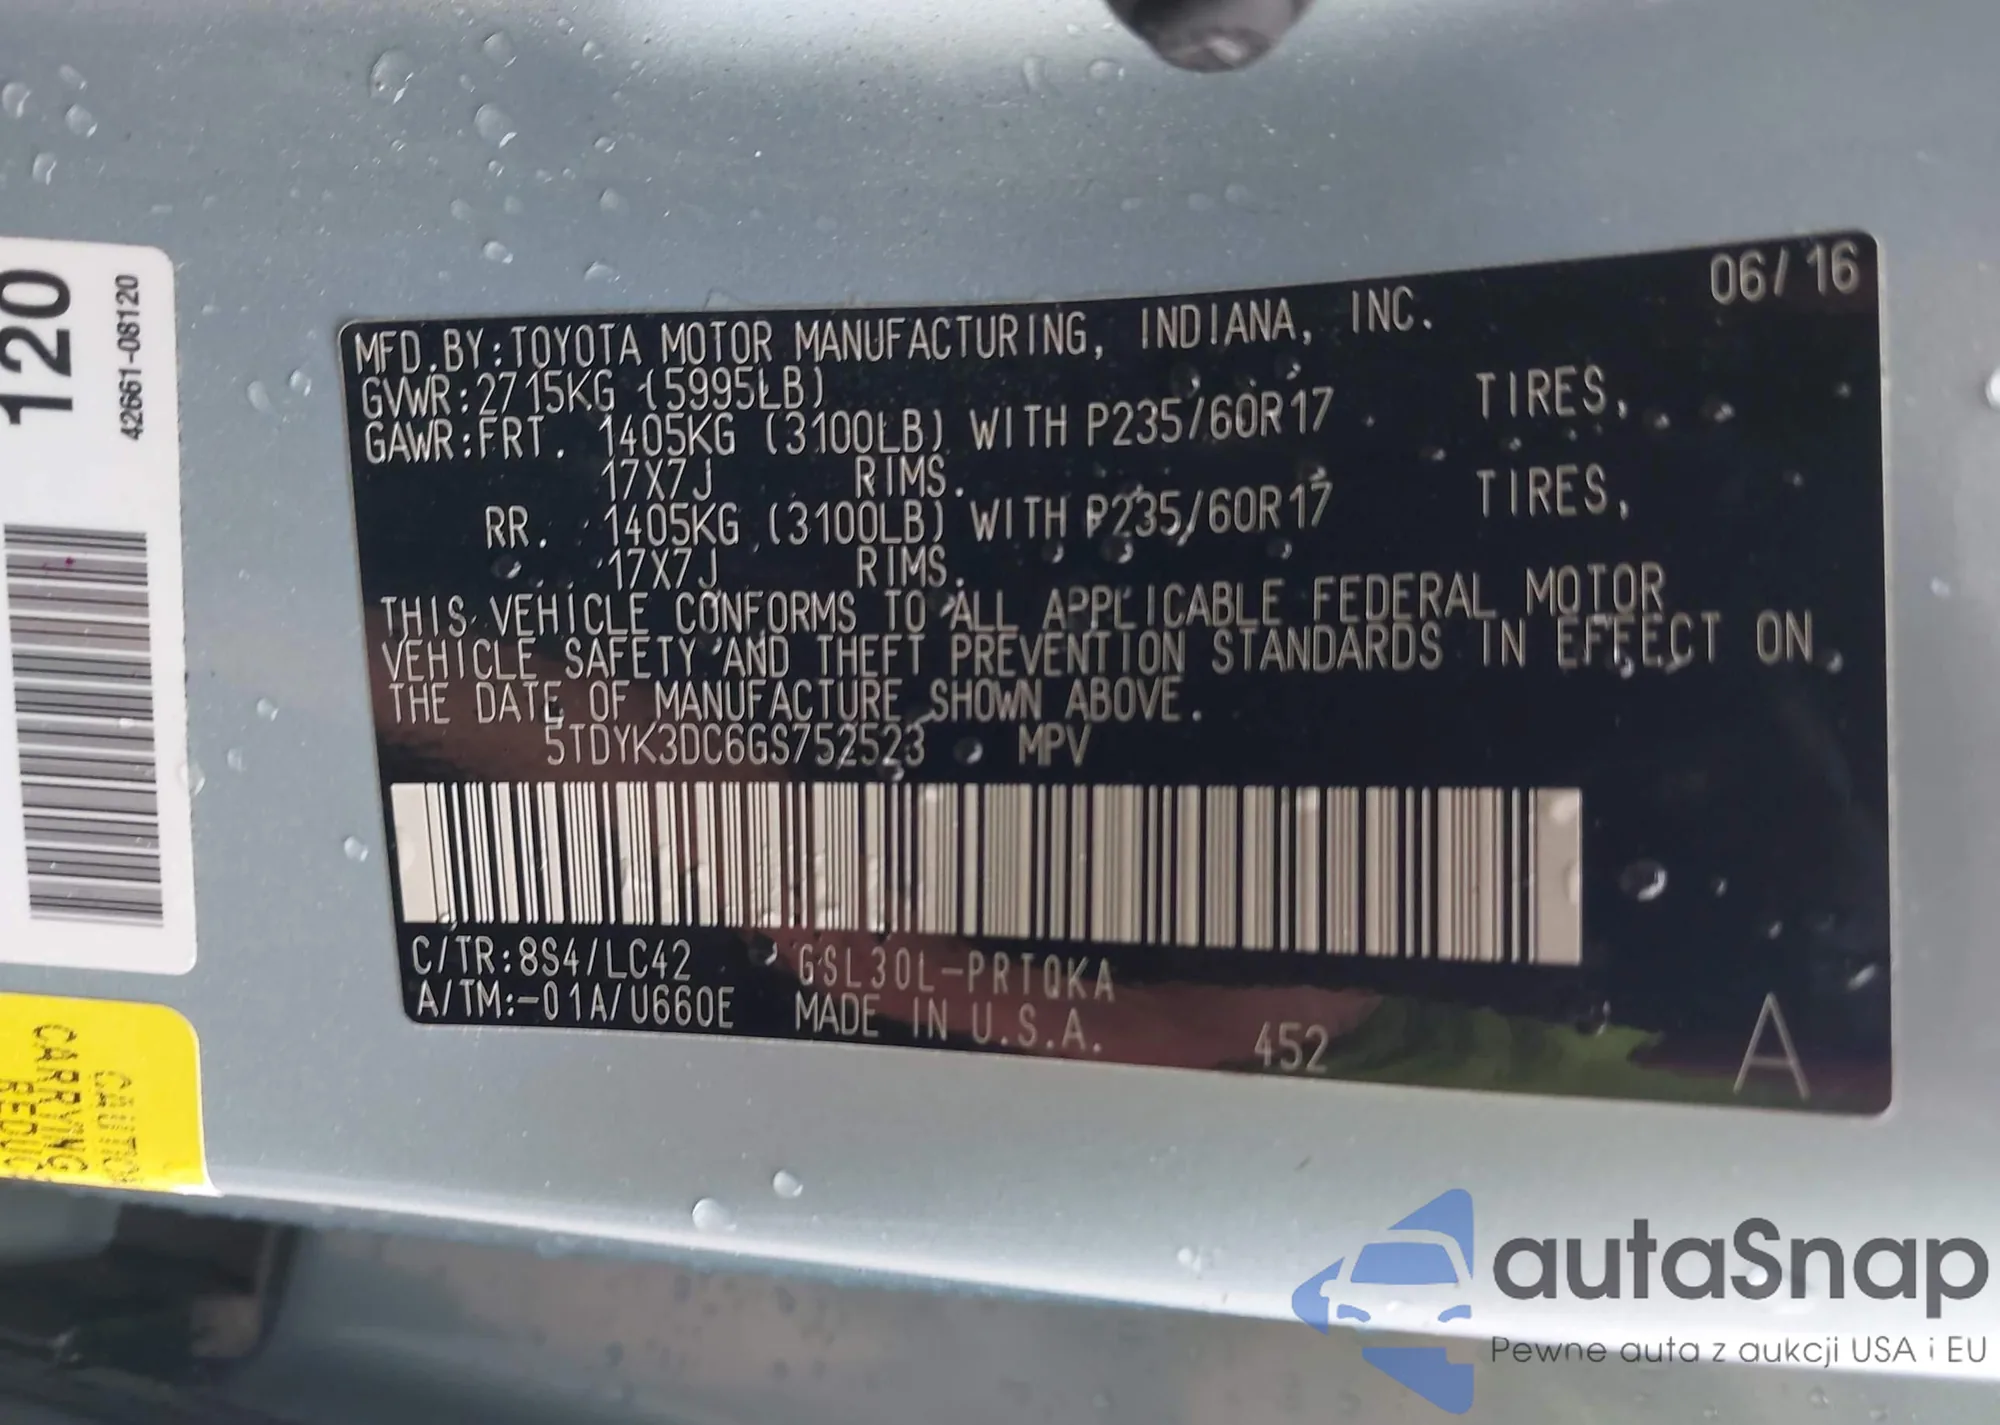 06/16
MFD.BY:TOYOTA MOTOR MANUFACTURING, INDIANA, INC.
GVWR:2715KG (5995LB)
GAWR:FRT. 1405KG (3100LB) WITH P235/60R17 TIRES,
17X7J RIMS.
RR. 1405KG (3100LB) WITH P235/60R17 TIRES,
17X7J RIMS.
THIS VEHICLE CONFORMS TO ALL APPLICABLE FEDERAL MOTOR
VEHICLE SAFETY AND THEFT PREVENTION STANDARDS IN EFFECT ON
THE DATE OF MANUFACTURE SHOWN ABOVE.
5TDYK3DC6GS752523 MPV
C/TR:8S4/LC42 GSL30L-PRTQKA
A/TM:-01A/U660E MADE IN U.S.A.
452
A
120
42661-08120
CAUTION
CARRYING
autaSnap
Pewne auta z aukcji USA i EU